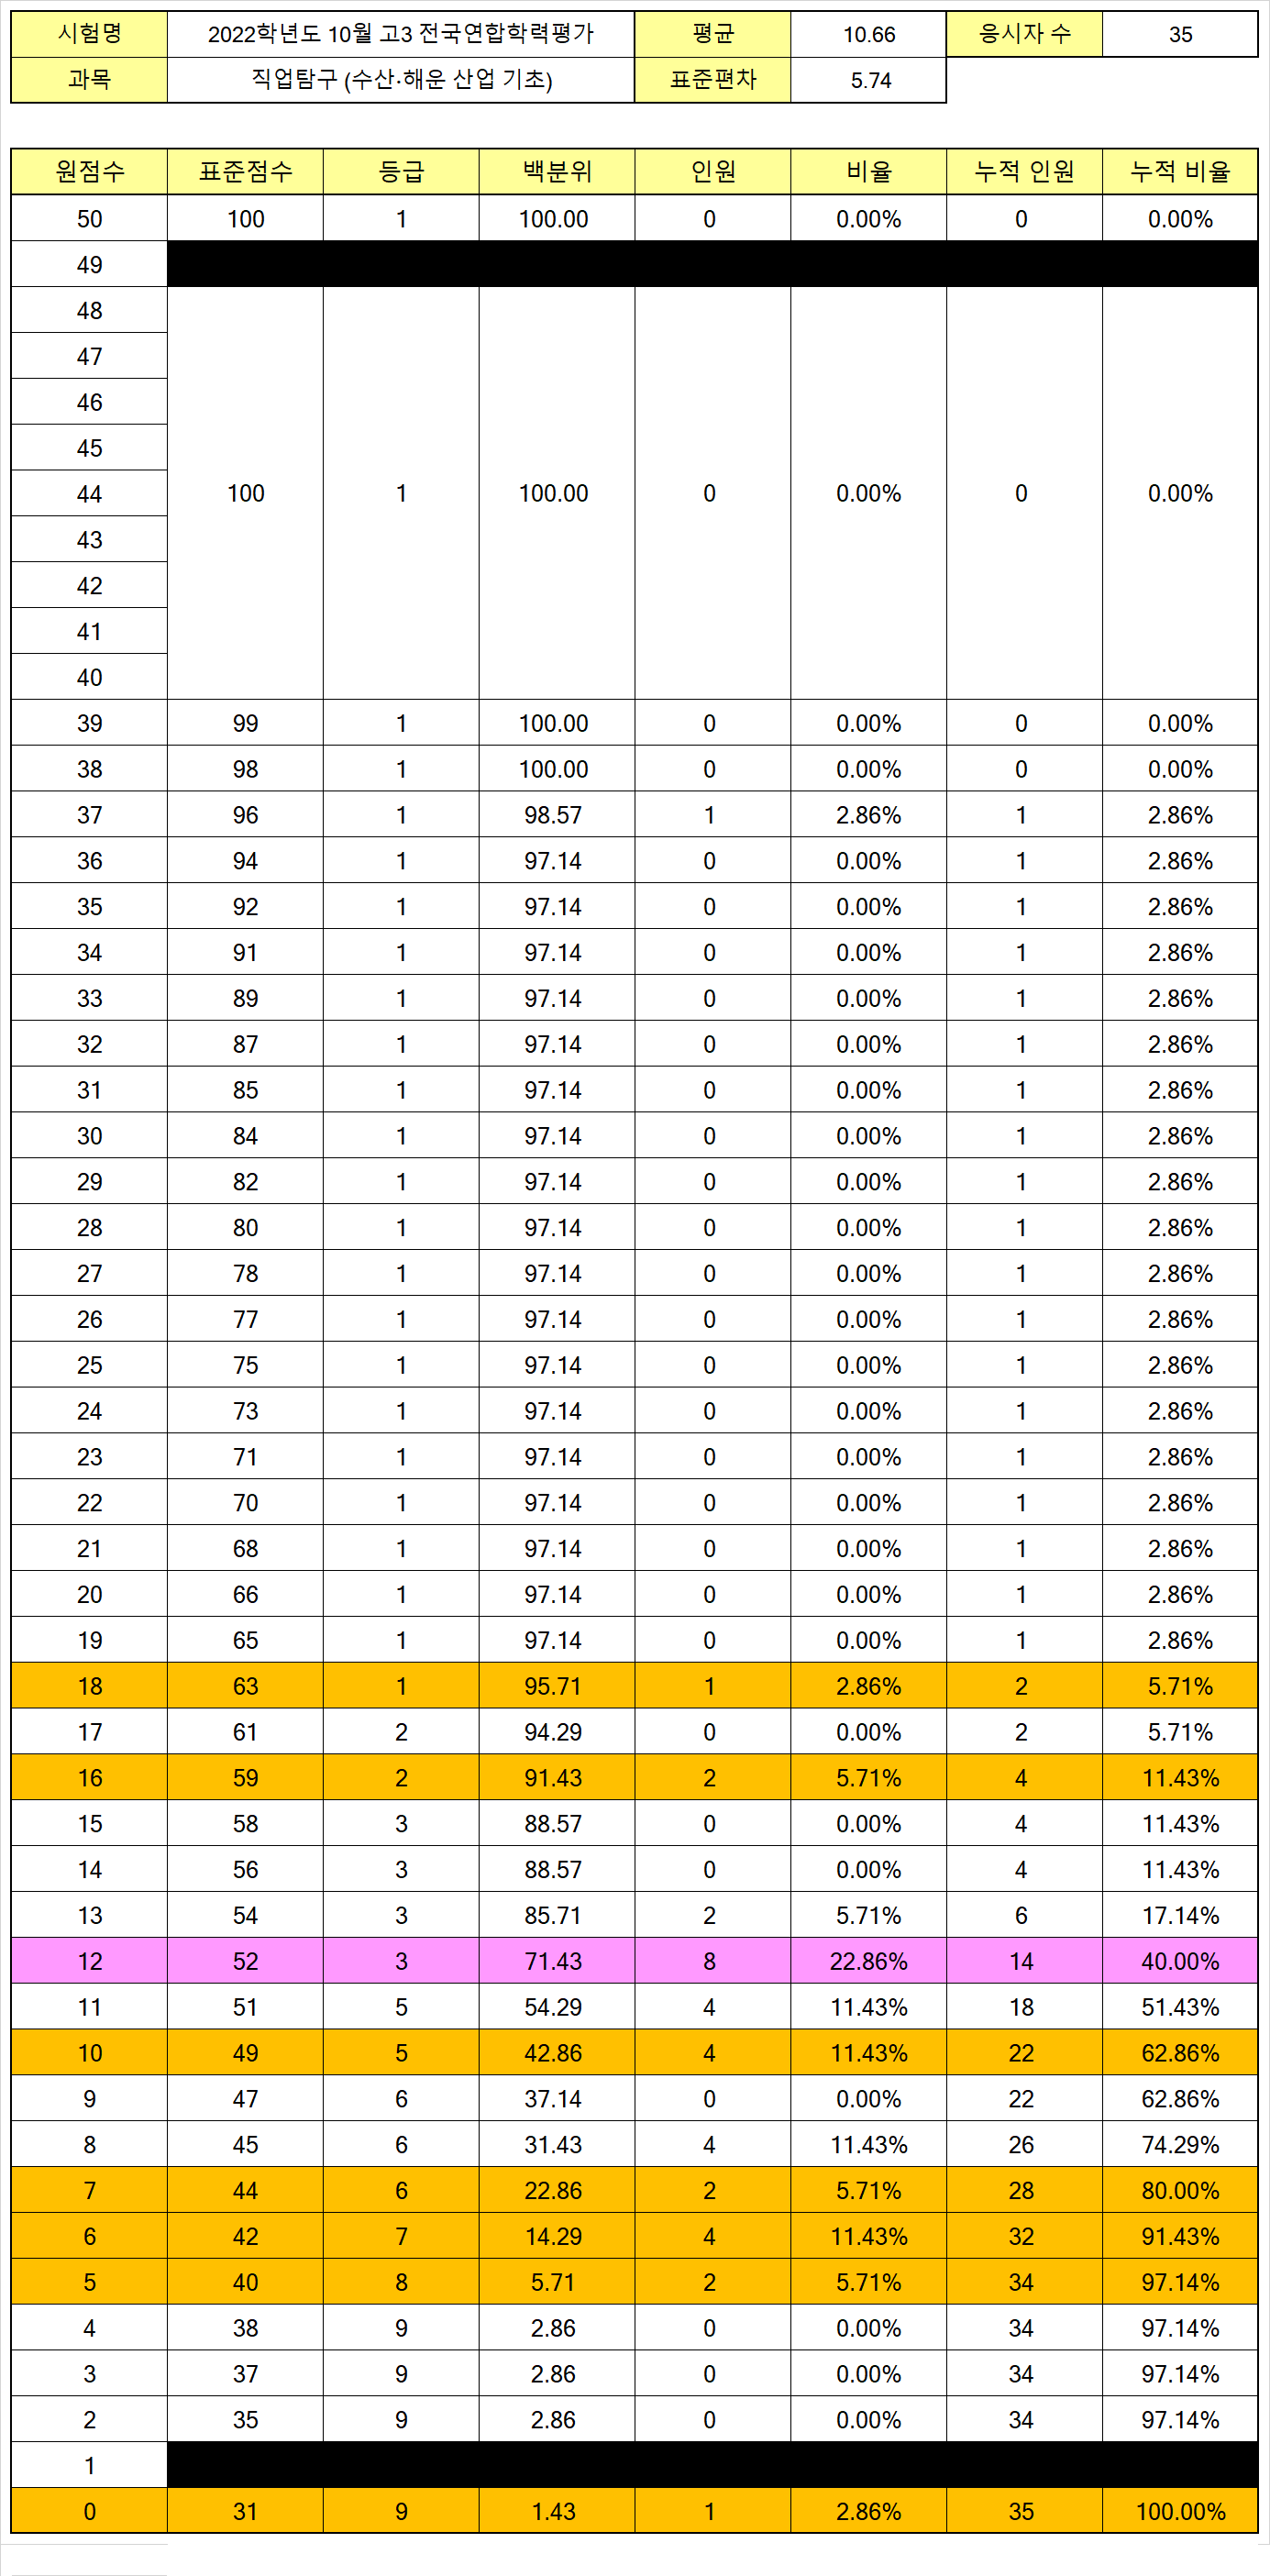 시험명 2022학년도 10월 고3 전국연합학력평가 평균 10.66 응시자 수 35
과목 직업탐구 (수산·해운 산업 기초) 표준편차 5.74
원점수 표준점수 등급 백분위 인원 비율 누적 인원 누적 비율
50 100 1 100.00 0 0.00% 0 0.00%
49
48
47
46
45
44 100 1 100.00 0 0.00% 0 0.00%
43
42
41
40
39 99 1 100.00 0 0.00% 0 0.00%
38 98 1 100.00 0 0.00% 0 0.00%
37 96 1 98.57 1 2.86% 1 2.86%
36 94 1 97.14 0 0.00% 1 2.86%
35 92 1 97.14 0 0.00% 1 2.86%
34 91 1 97.14 0 0.00% 1 2.86%
33 89 1 97.14 0 0.00% 1 2.86%
32 87 1 97.14 0 0.00% 1 2.86%
31 85 1 97.14 0 0.00% 1 2.86%
30 84 1 97.14 0 0.00% 1 2.86%
29 82 1 97.14 0 0.00% 1 2.86%
28 80 1 97.14 0 0.00% 1 2.86%
27 78 1 97.14 0 0.00% 1 2.86%
26 77 1 97.14 0 0.00% 1 2.86%
25 75 1 97.14 0 0.00% 1 2.86%
24 73 1 97.14 0 0.00% 1 2.86%
23 71 1 97.14 0 0.00% 1 2.86%
22 70 1 97.14 0 0.00% 1 2.86%
21 68 1 97.14 0 0.00% 1 2.86%
20 66 1 97.14 0 0.00% 1 2.86%
19 65 1 97.14 0 0.00% 1 2.86%
18 63 1 95.71 1 2.86% 2 5.71%
17 61 2 94.29 0 0.00% 2 5.71%
16 59 2 91.43 2 5.71% 4 11.43%
15 58 3 88.57 0 0.00% 4 11.43%
14 56 3 88.57 0 0.00% 4 11.43%
13 54 3 85.71 2 5.71% 6 17.14%
12 52 3 71.43 8 22.86% 14 40.00%
11 51 5 54.29 4 11.43% 18 51.43%
10 49 5 42.86 4 11.43% 22 62.86%
9 47 6 37.14 0 0.00% 22 62.86%
8 45 6 31.43 4 11.43% 26 74.29%
7 44 6 22.86 2 5.71% 28 80.00%
6 42 7 14.29 4 11.43% 32 91.43%
5 40 8 5.71 2 5.71% 34 97.14%
4 38 9 2.86 0 0.00% 34 97.14%
3 37 9 2.86 0 0.00% 34 97.14%
2 35 9 2.86 0 0.00% 34 97.14%
1
0 31 9 1.43 1 2.86% 35 100.00%